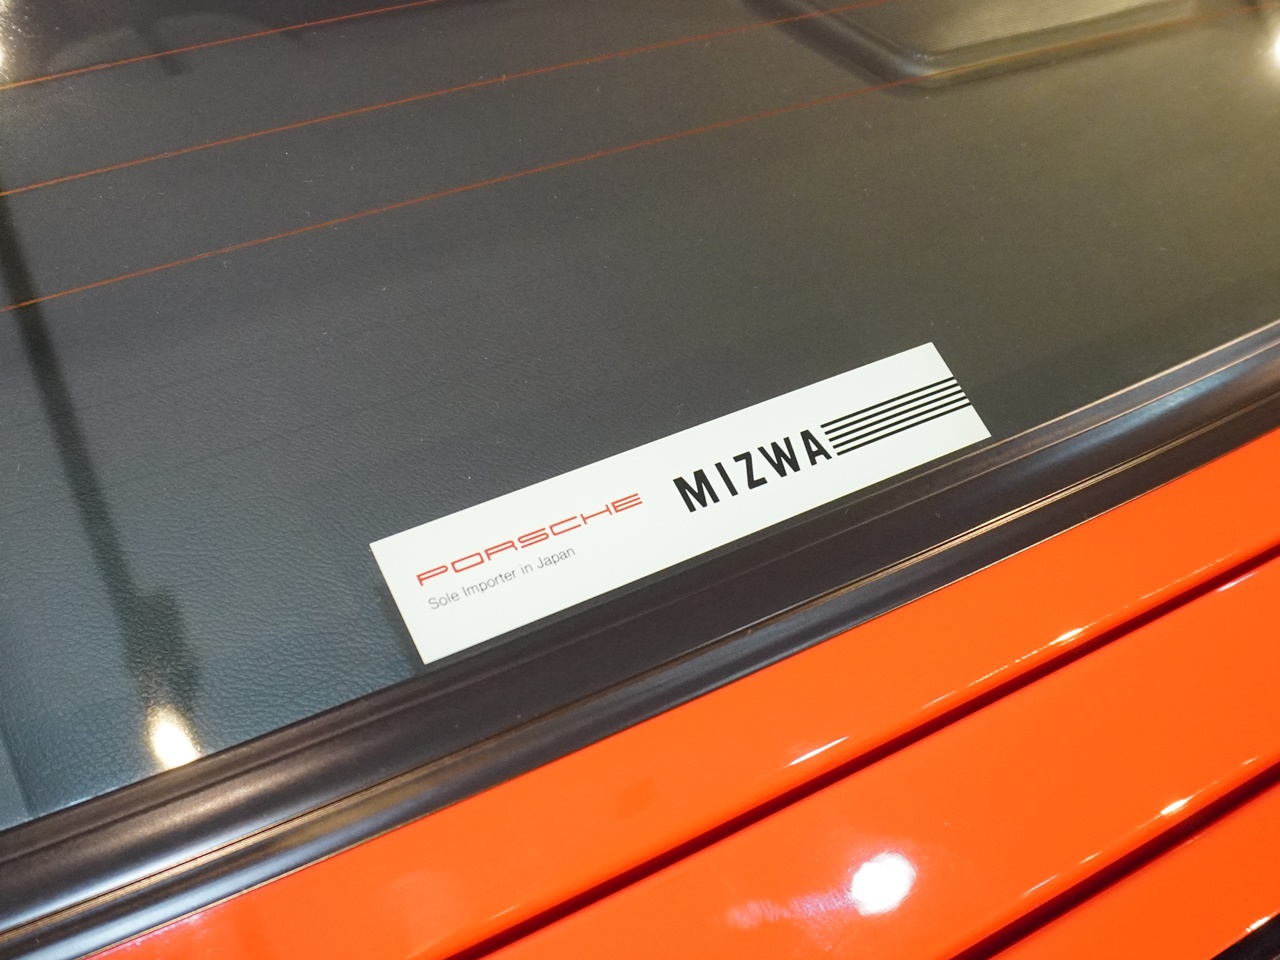 PORSCHE
Sole Importer in Japan
MIZWA